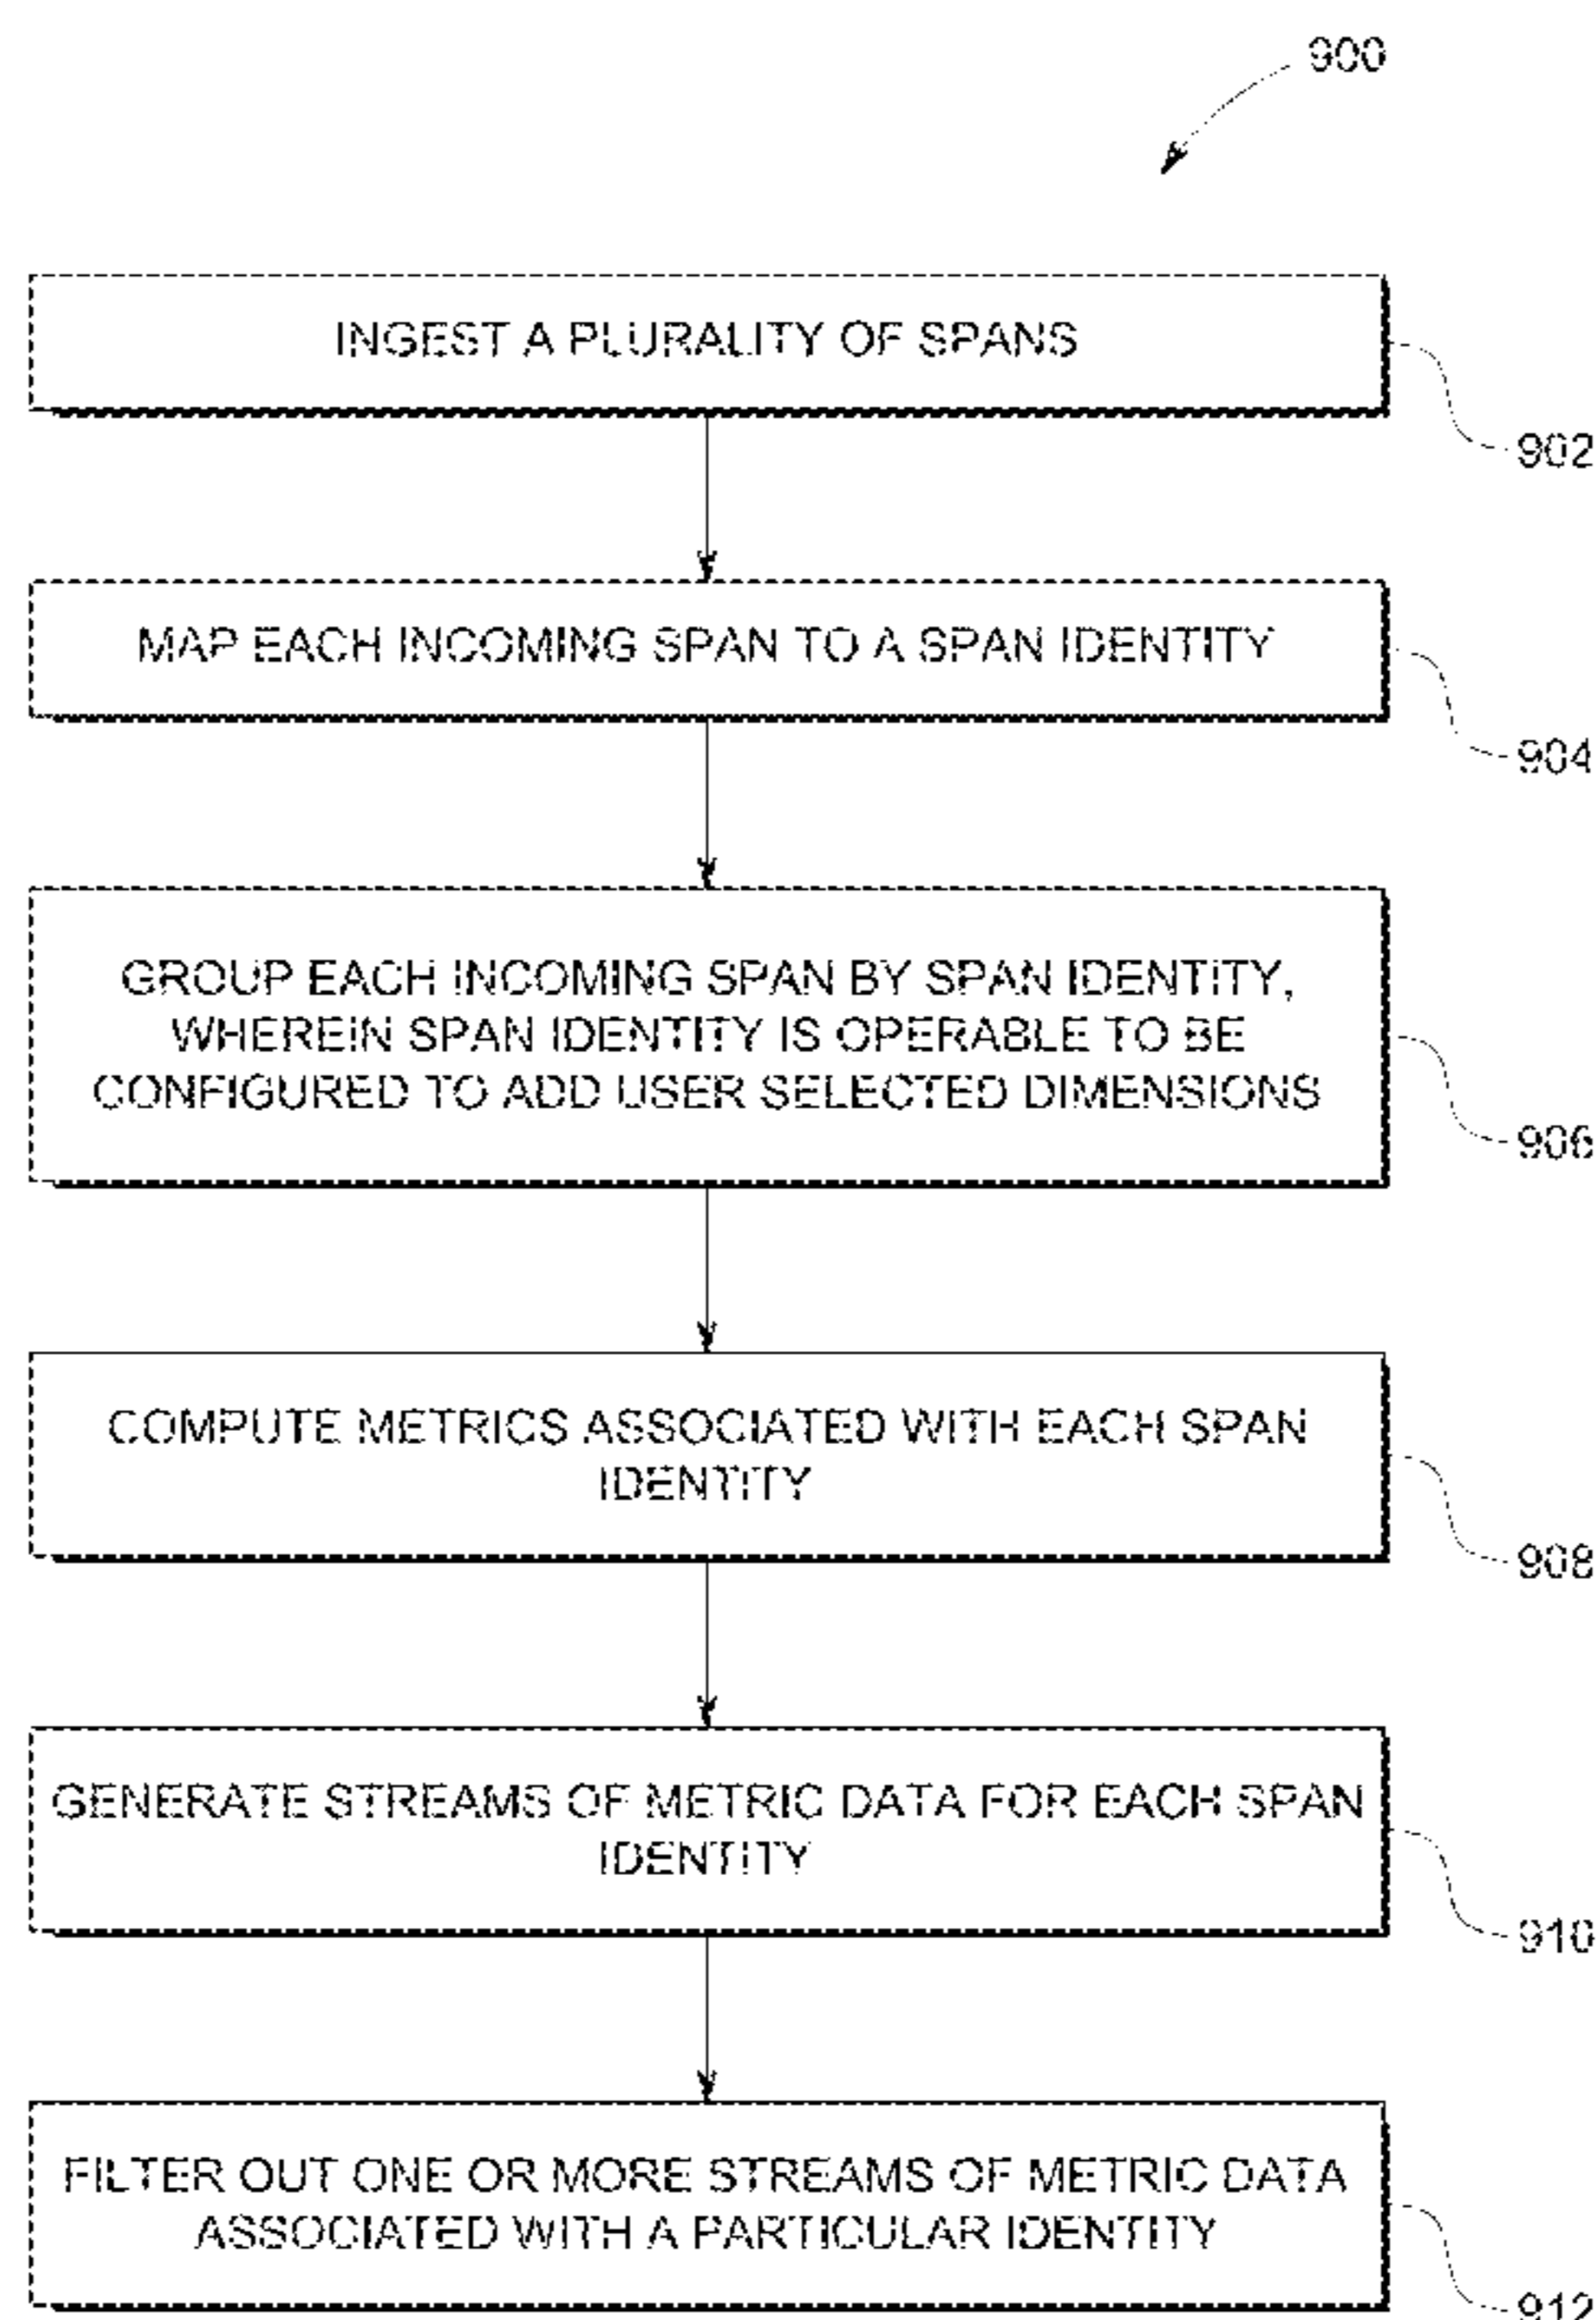 900
INGEST A PLURALITY OF SPANS
902
MAP EACH INCOMING SPAN TO A SPAN IDENTITY
904
GROUP EACH INCOMING SPAN BY SPAN IDENTITY,
WHEREIN SPAN IDENTITY IS OPERABLE TO BE
CONFIGURED TO ADD USER SELECTED DIMENSIONS
906
COMPUTE METRICS ASSOCIATED WITH EACH SPAN
IDENTITY
908
GENERATE STREAMS OF METRIC DATA FOR EACH SPAN
IDENTITY
910
FILTER OUT ONE OR MORE STREAMS OF METRIC DATA
ASSOCIATED WITH A PARTICULAR IDENTITY
912